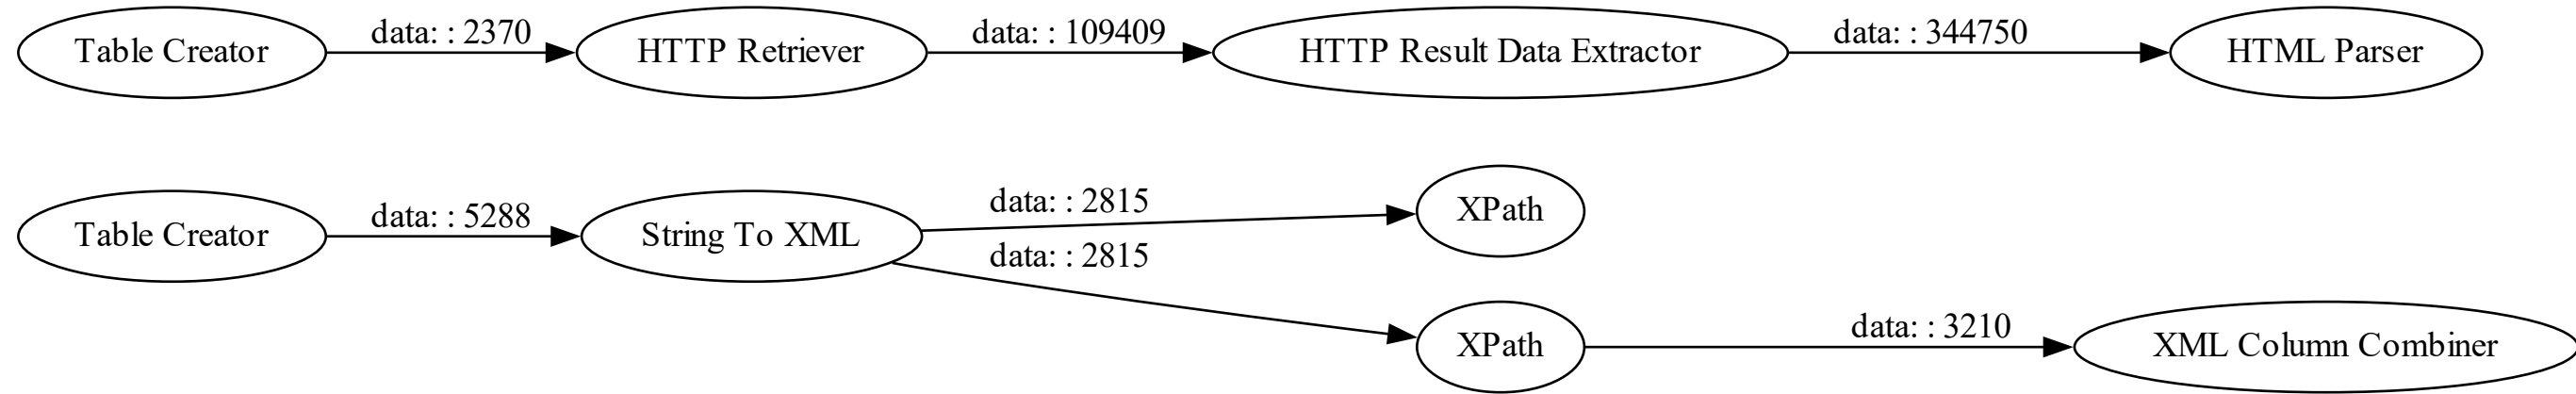 Table Creator
data: : 2370
HTTP Retriever
data: : 109409
HTTP Result Data Extractor
data: : 344750
HTML Parser
Table Creator
data: : 5288
String To XML
data: : 2815
XPath
data: : 2815
XPath
data: : 3210
XML Column Combiner